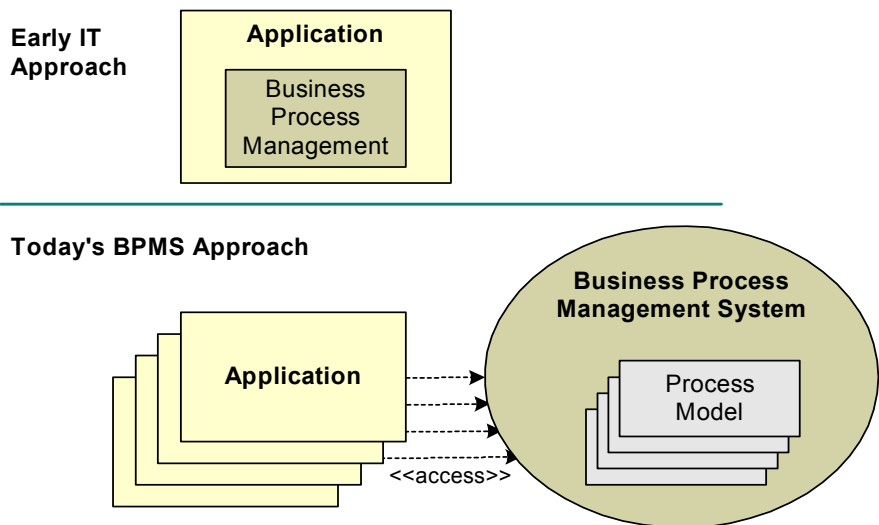 Early IT
Approach
Application
Business
Process
Management
Today's BPMS Approach
Application
<<access>>
Business Process
Management System
Process
Model